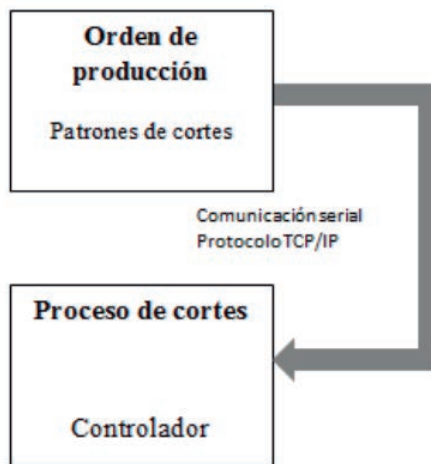 Orden de
producción
Patrones de cortes
Comunicación serial
Protocolo TCP/IP
Proceso de cortes
Controlador